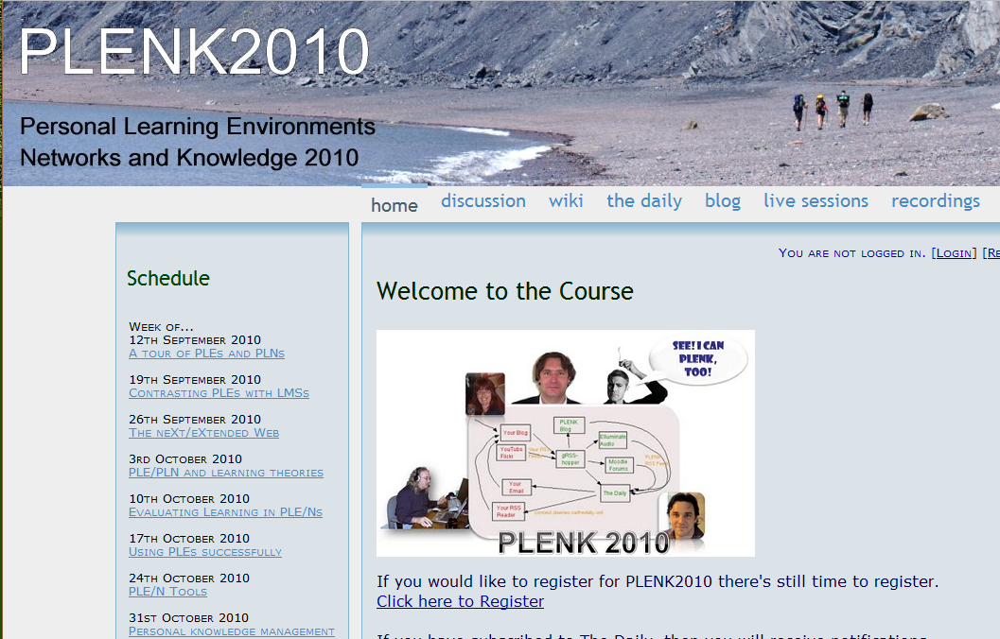 PLENK2010
Personal Learning Environments
Networks and Knowledge 2010
home discussion wiki the daily blog live sessions recordings
You are not logged in. [Login] [Re
Schedule
Week of...
12th September 2010
A tour of PLEs and PLNs
19th September 2010
Contrasting PLEs with LMSs
26th September 2010
The neXt/eXtended Web
3rd October 2010
PLE/PLN and learning theories
10th October 2010
Evaluating Learning in PLE/Ns
17th October 2010
Using PLEs successfully
24th October 2010
PLE/N Tools
31st October 2010
Personal knowledge management
Welcome to the Course
SEE! I CAN
PLENK,
TOO!
PLENK
Blog
Your Blog
Elluminate
Audio
YouTube
Flickr
Your RSS
Feed
gRSS-
hopper
Moodle
Forums
PLENK
RSS Feed
Your
Email
The Daily
Your RSS
Reader
PLENK 2010
If you would like to register for PLENK2010 there's still time to register.
Click here to Register
If you have subscribed to The Daily, then you will receive notifications